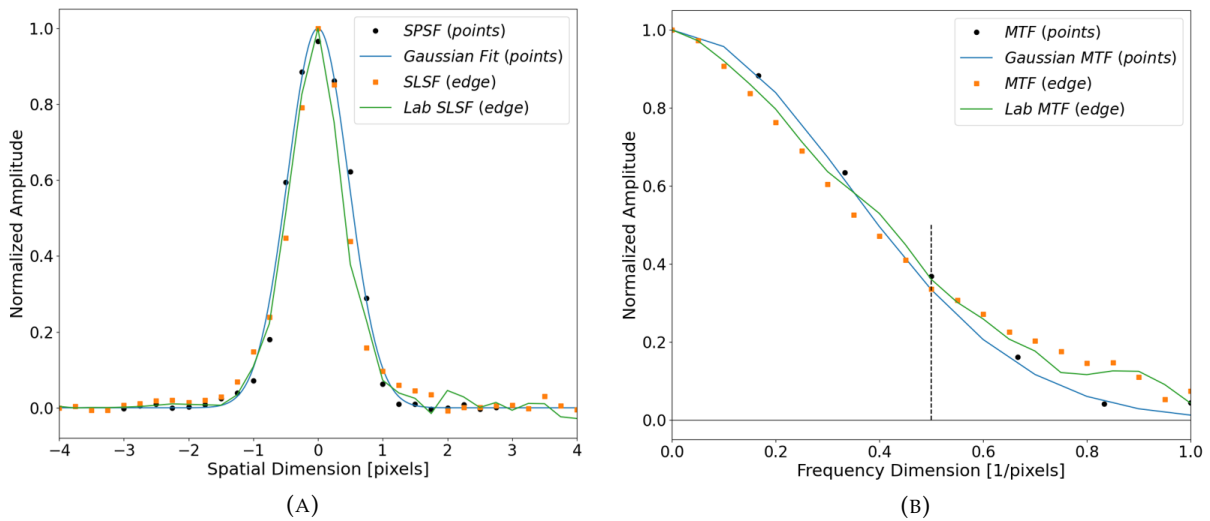 SPSF (points)
Gaussian Fit (points)
SLSF (edge)
Lab SLSF (edge)
Normalized Amplitude
1.0
0.8
0.6
0.4
0.2
0.0
−4 −3 −2 −1 0 1 2 3 4
Spatial Dimension [pixels]
(A)
MTF (points)
Gaussian MTF (points)
MTF (edge)
Lab MTF (edge)
Normalized Amplitude
1.0
0.8
0.6
0.4
0.2
0.0
0.0 0.2 0.4 0.6 0.8 1.0
Frequency Dimension [1/pixels]
(B)